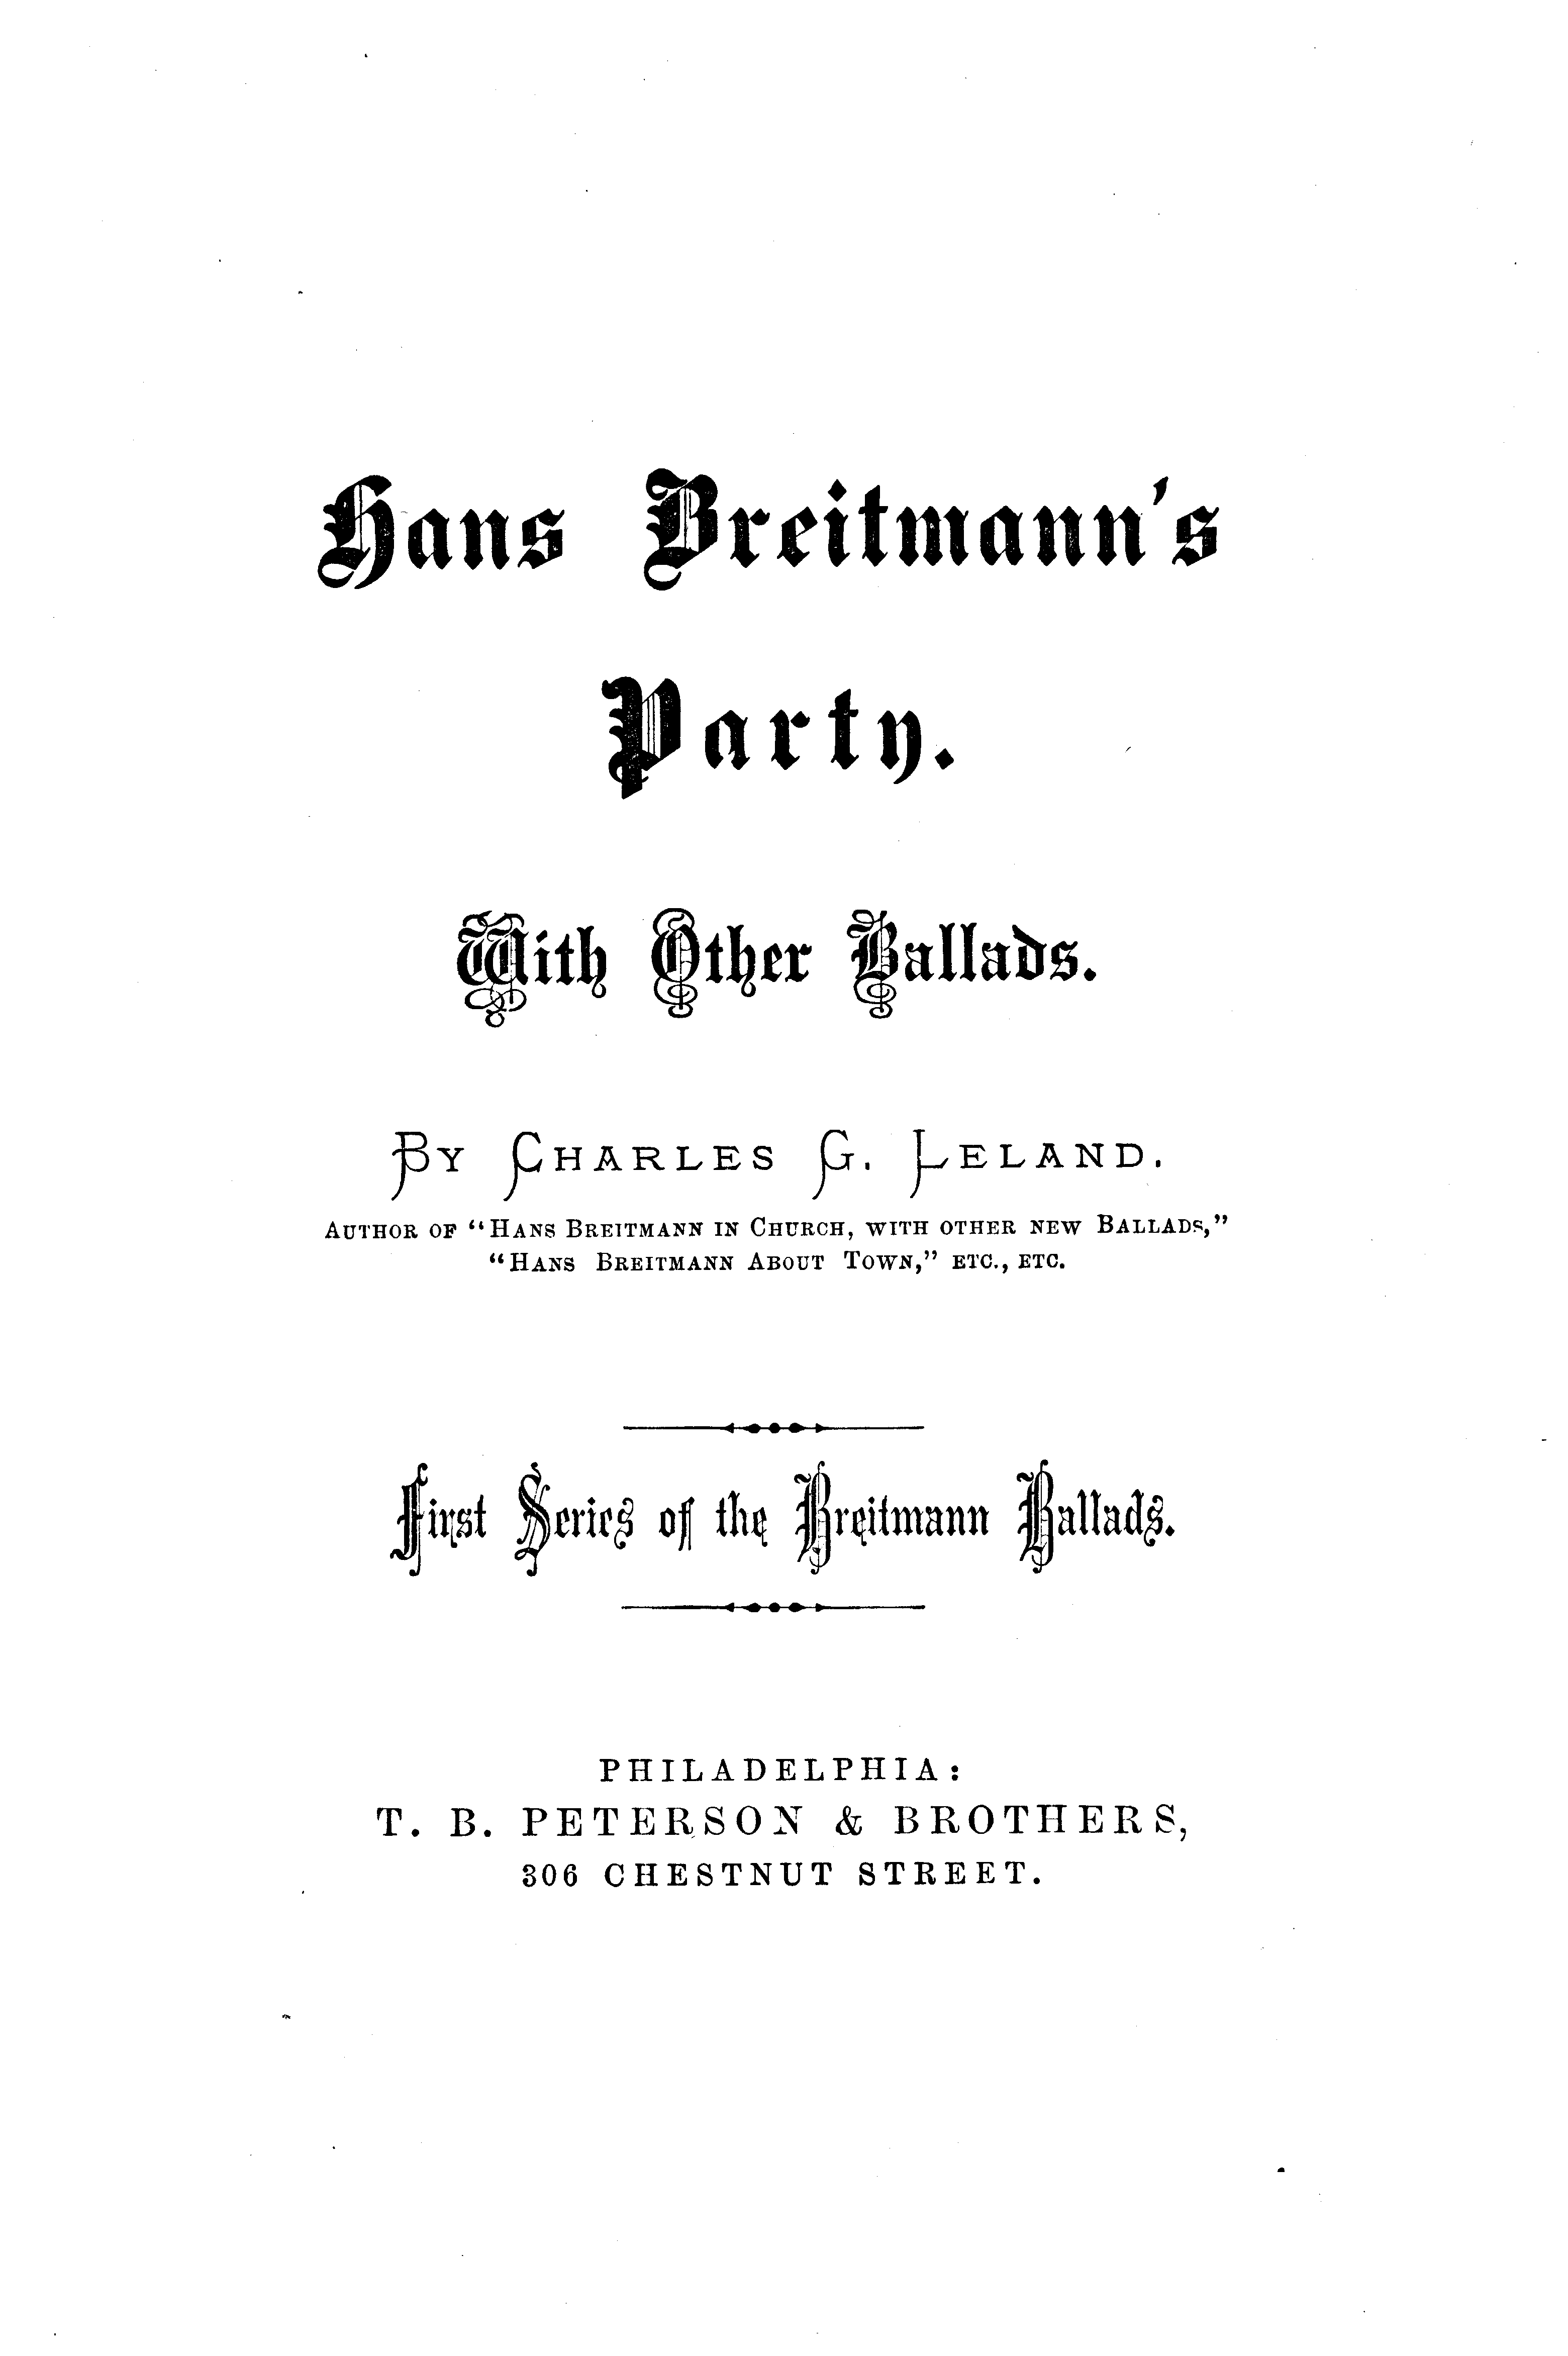 Hans Breitmann's
Party.
With Other Ballads.
By Charles G. Leland.
Author of “Hans Breitmann in Church, with other new Ballads,”
“Hans Breitmann About Town,” etc., etc.
First Series of the Breitmann Ballads.
PHILADELPHIA:
T. B. PETERSON & BROTHERS,
306 CHESTNUT STREET.